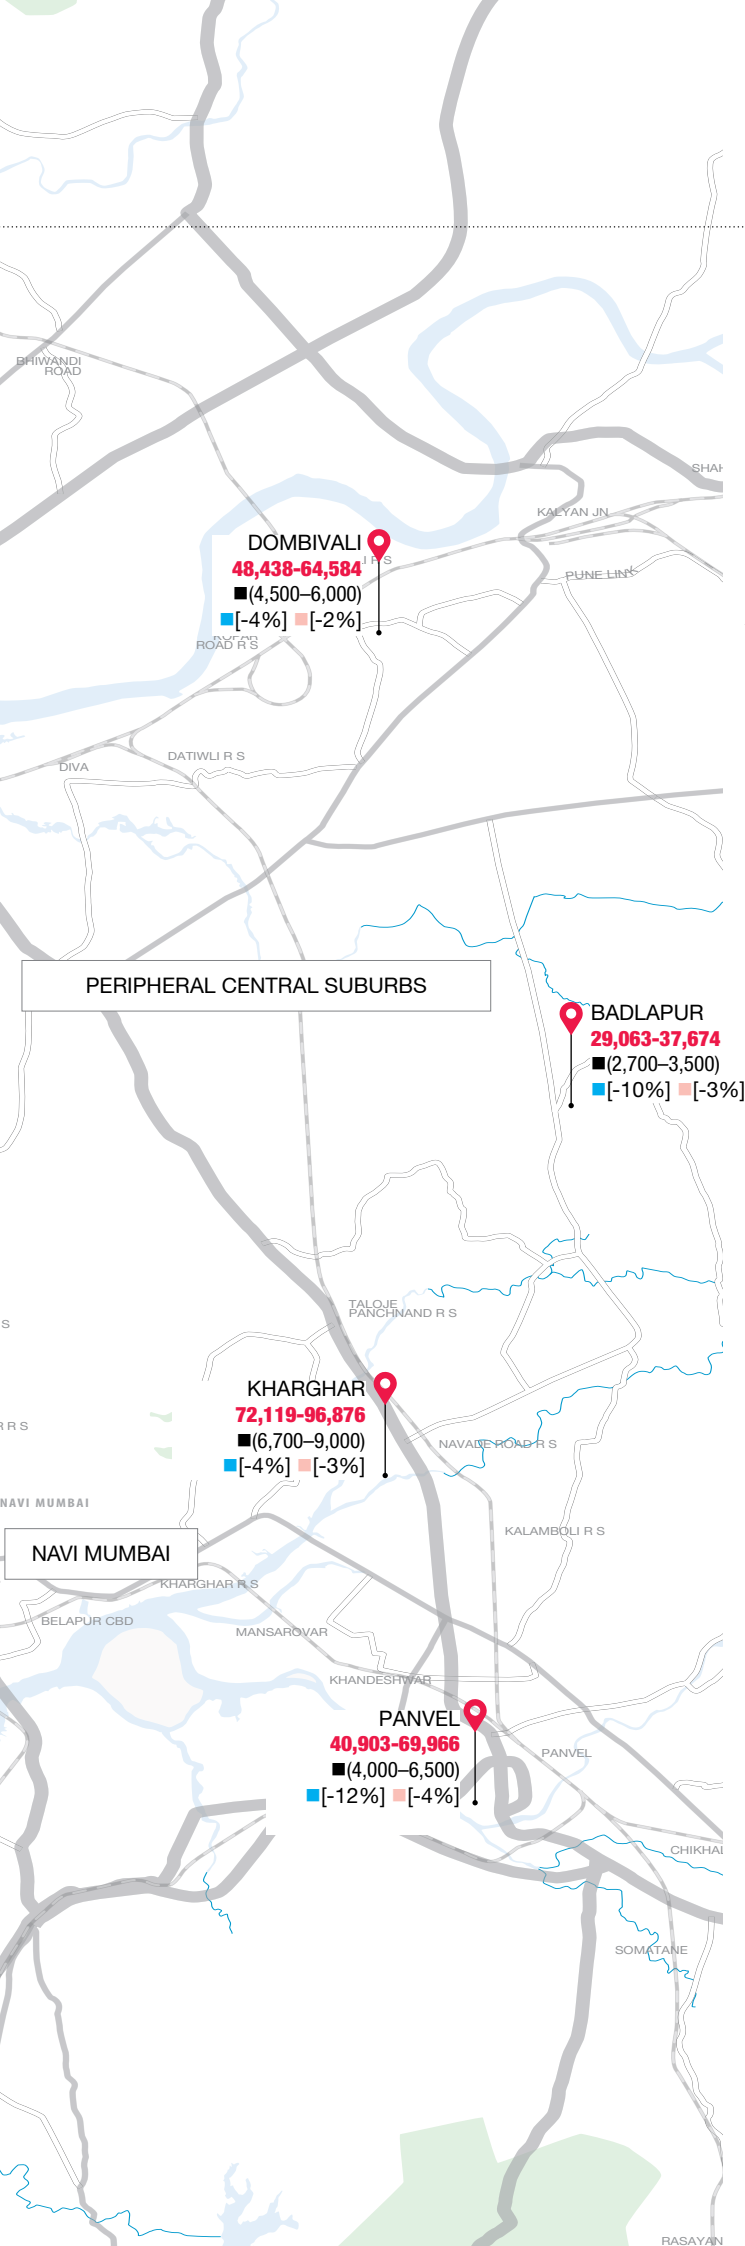 BHIWANDI
ROAD
KALYAN JN
DOMBIVALI
48,438-64,584
■(4,500–6,000)
■[-4%] ■[-2%]
PUNE LINK
ROAD R S
DATIWLI R S
DIVA
PERIPHERAL CENTRAL SUBURBS
BADLAPUR
29,063-37,674
■(2,700–3,500)
■[-10%] ■[-3%]
TALOJE
PANCHNAND R S
S
KHARGHAR
72,119-96,876
■(6,700–9,000)
■[-4%] ■[-3%]
R R S
NAVADE ROAD R S
NAVI MUMBAI
KALAMBOLI R S
NAVI MUMBAI
KHARGHAR R S
BELAPUR CBD
MANSAROVAR
KHANDESHWAR
PANVEL
40,903-69,966
■(4,000–6,500)
■[-12%] ■[-4%]
PANVEL
CHIKHAL
SOMATANE
RASAYAN